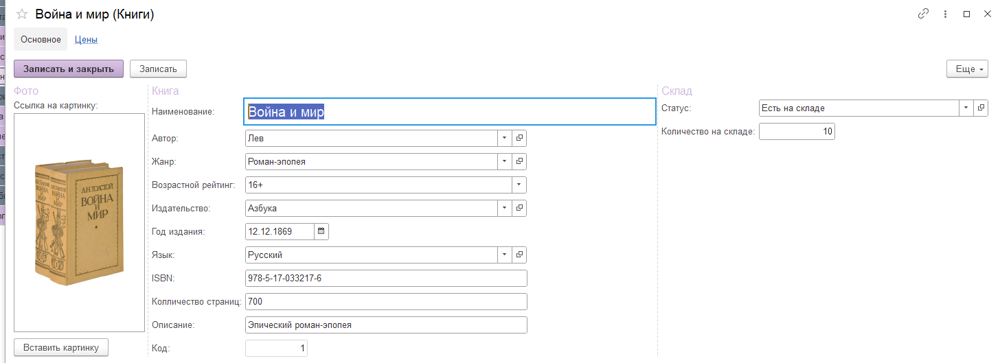 Война и мир (Книги)
Основное Цены
Записать и закрыть Записать Еще
Фото
Ссылка на картинку:
А.Н.ТОЛСТОЙ
ВОЙНА
И
МИР
Вставить картинку
Книга
Наименование: Война и мир
Автор: Лев
Жанр: Роман-эпопея
Возрастной рейтинг: 16+
Издательство: Азбука
Год издания: 12.12.1869
Язык: Русский
ISBN: 978-5-17-033217-6
Колличество страниц: 700
Описание: Эпический роман-эпопея
Код: 1
Склад
Статус: Есть на складе
Количество на складе: 10